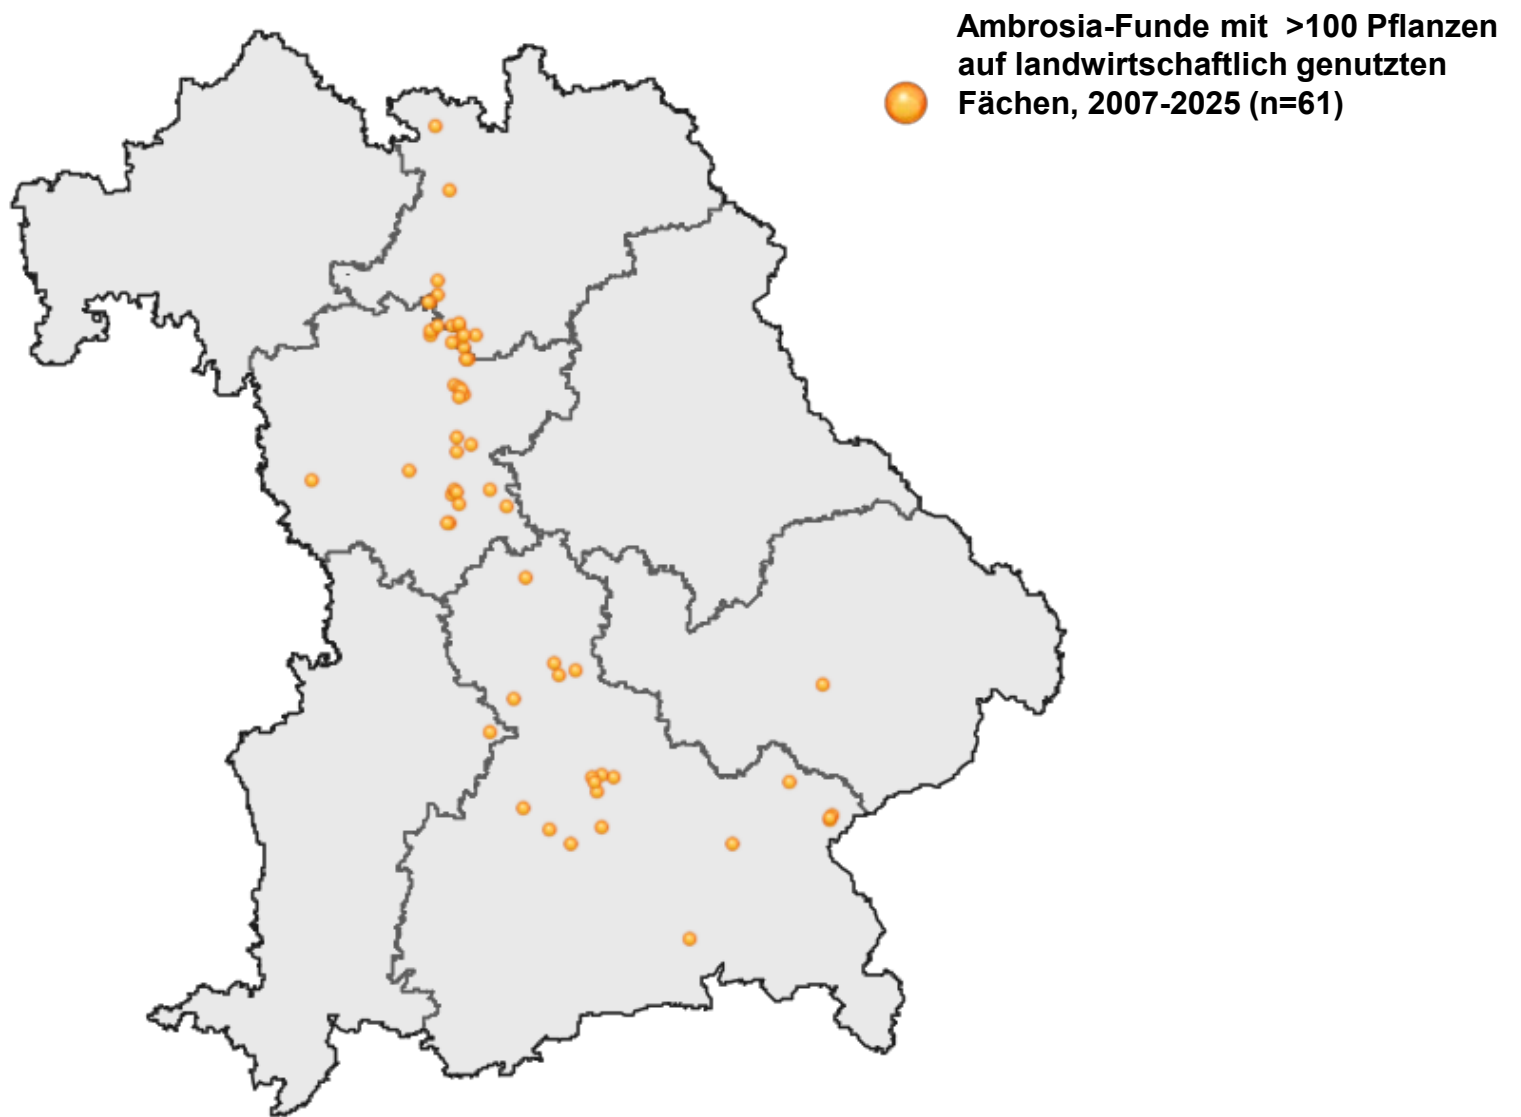 Ambrosia-Funde mit >100 Pflanzen
auf landwirtschaftlich genutzten
Fächen, 2007-2025 (n=61)